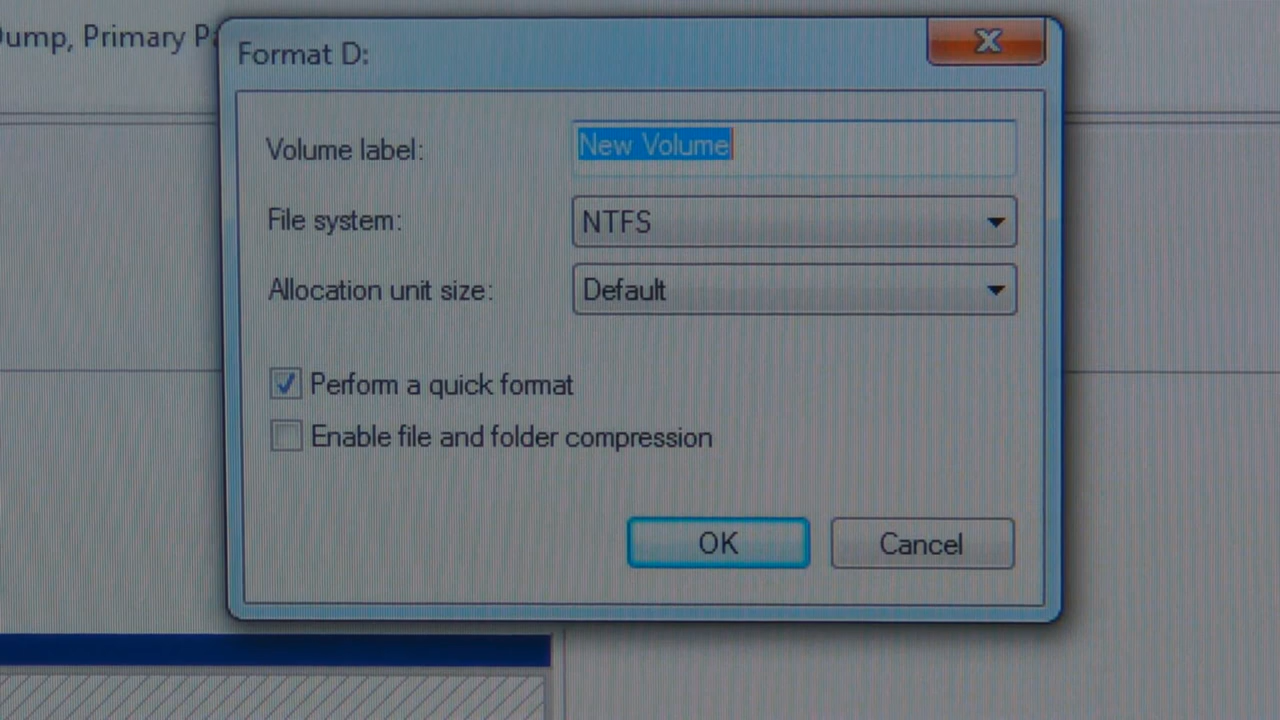 Dump, Primary Pa
Format D:
Volume label:
New Volume
File system:
NTFS
Allocation unit size:
Default
Perform a quick format
Enable file and folder compression
OK
Cancel